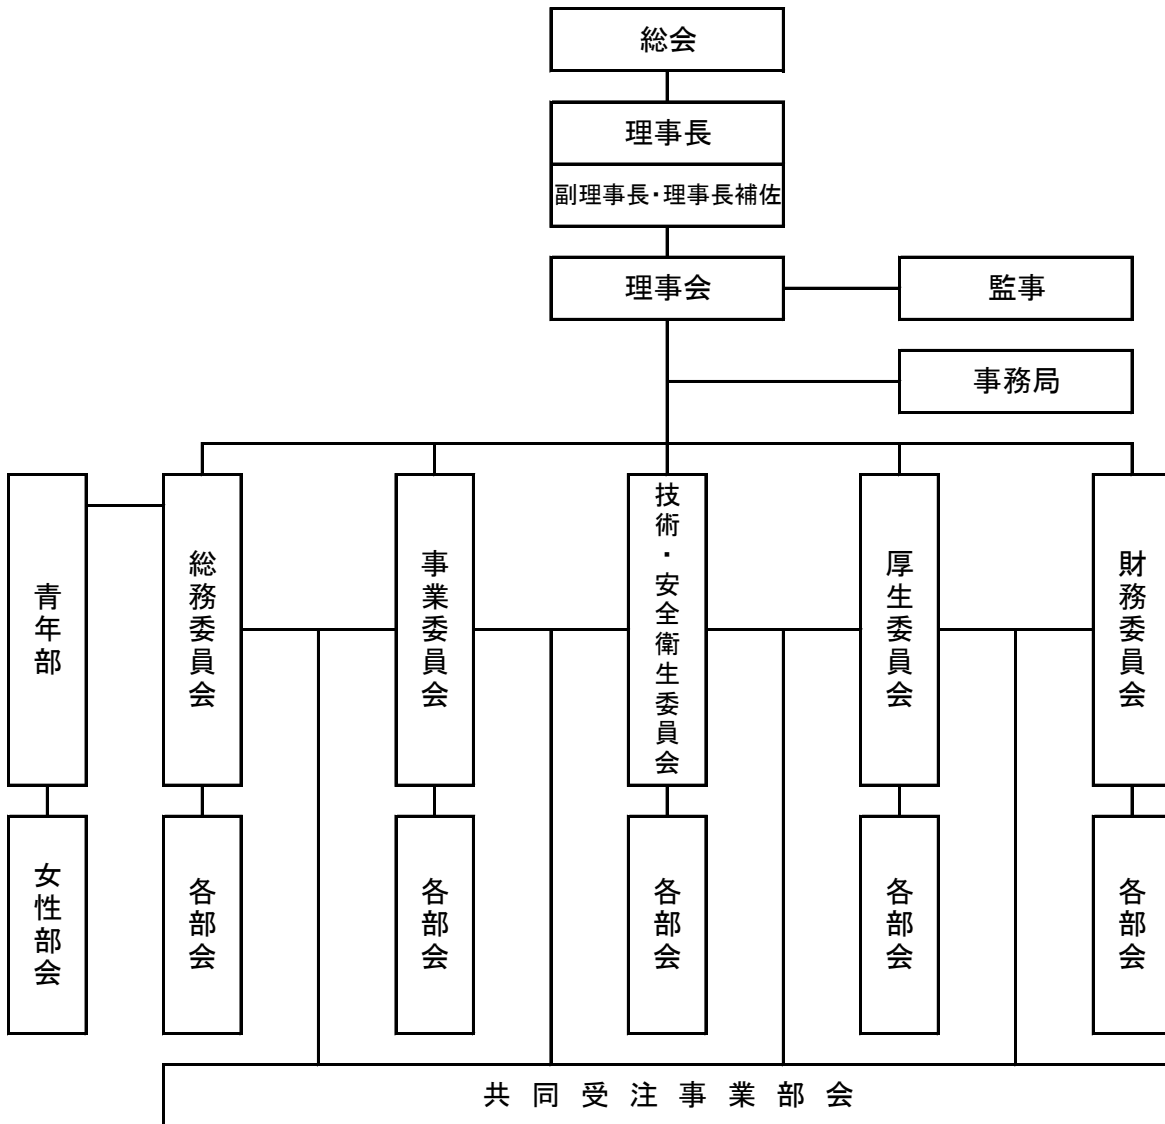 総会
理事長
副理事長・理事長補佐
理事会
監事
事務局
青年部
総務委員会
事業委員会
技術・安全衛生委員会
厚生委員会
財務委員会
女性部会
各部会
各部会
各部会
各部会
各部会
共同受注事業部会